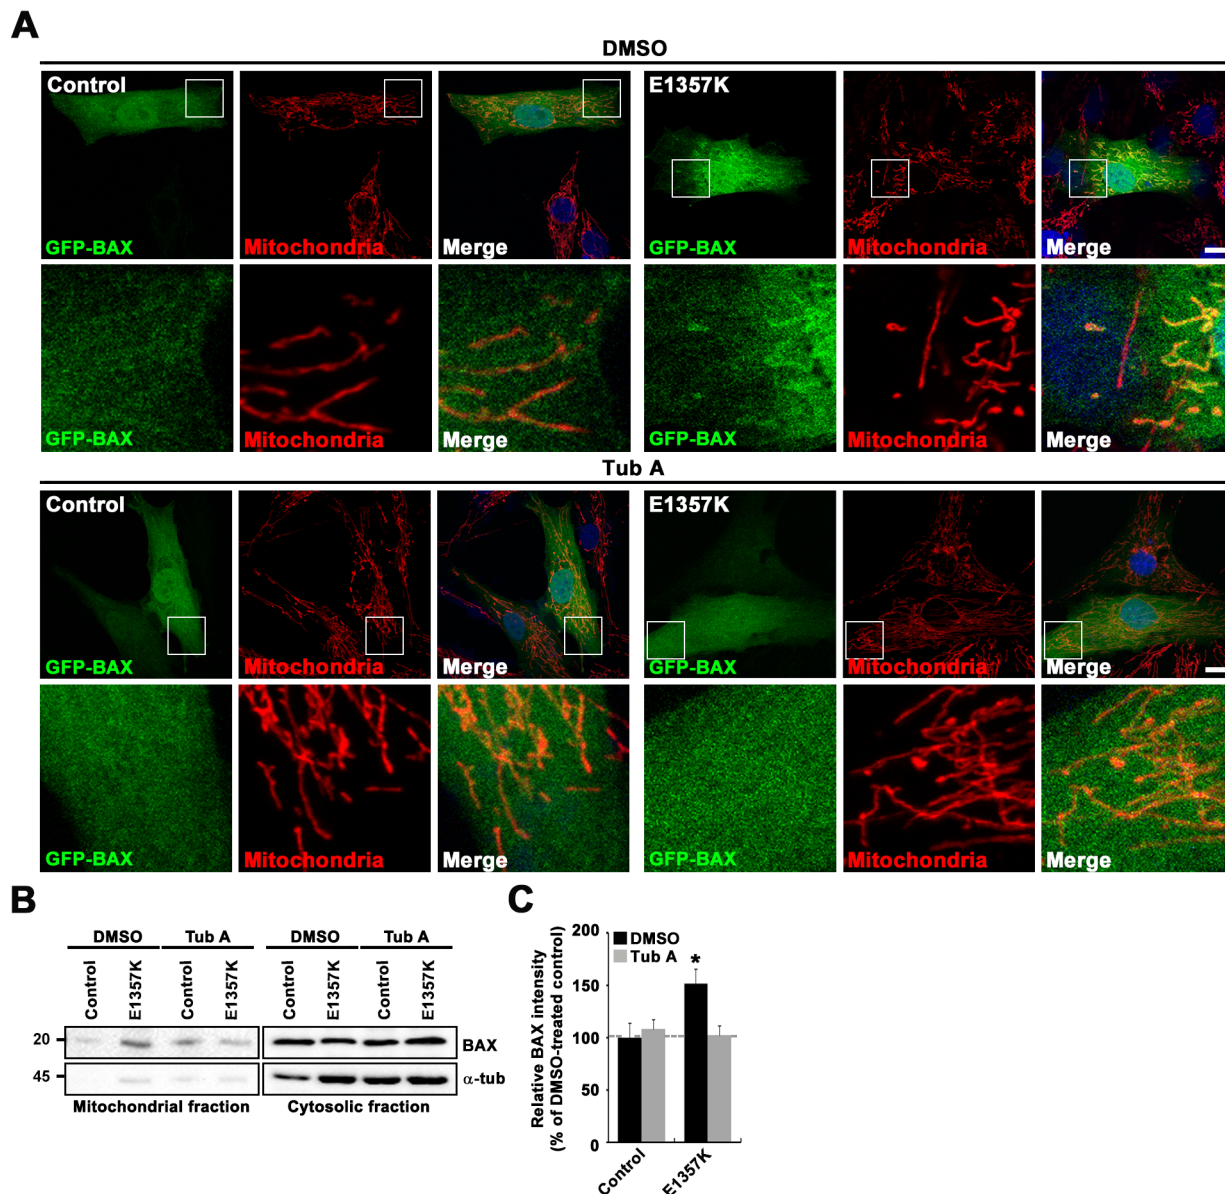 A
DMSO
Control
E1357K
GFP-BAX Mitochondria Merge GFP-BAX Mitochondria Merge
GFP-BAX Mitochondria Merge GFP-BAX Mitochondria Merge
Tub A
Control
E1357K
GFP-BAX Mitochondria Merge GFP-BAX Mitochondria Merge
GFP-BAX Mitochondria Merge GFP-BAX Mitochondria Merge
B
DMSO Tub A DMSO Tub A
Control E1357K Control E1357K Control E1357K Control E1357K
20 BAX
45 α-tub
Mitochondrial fraction Cytosolic fraction
C
Relative BAX intensity
(% of DMSO-treated control)
200
150
100
50
0
DMSO
Tub A
*
Control
E1357K